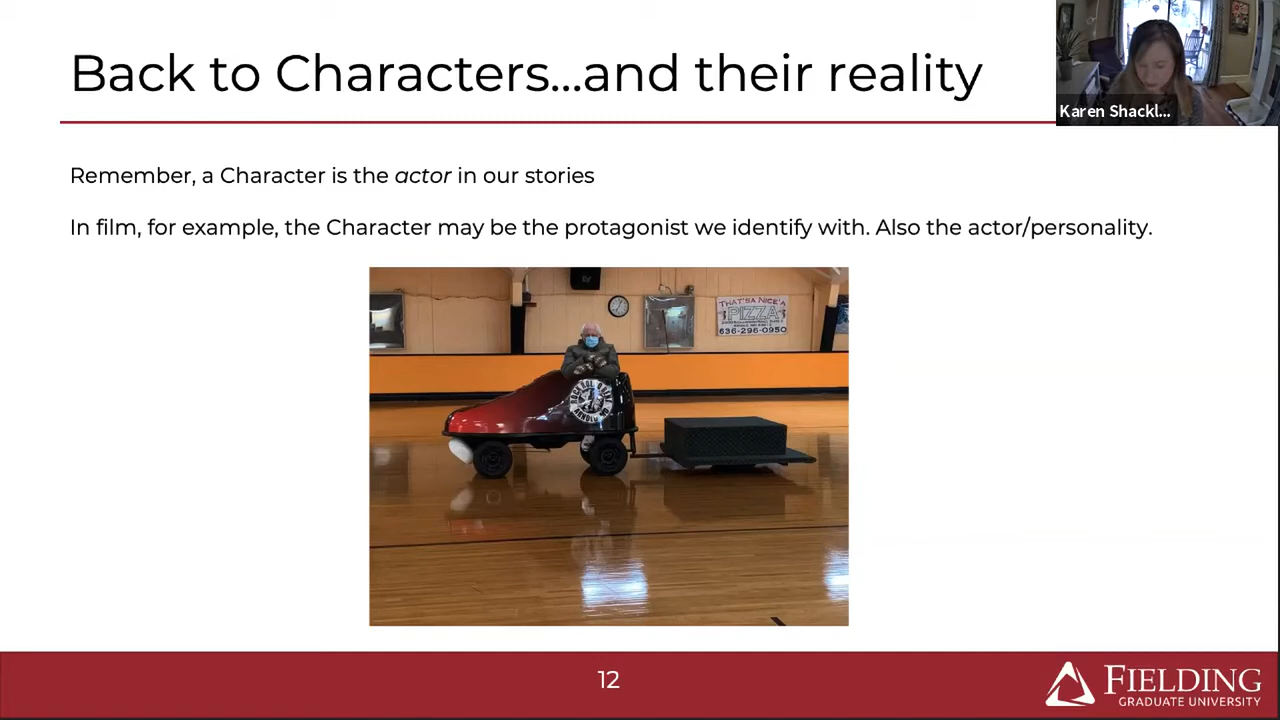 Back to Characters...and their reality
Karen Shackl...
Remember, a Character is the actor in our stories
In film, for example, the Character may be the protagonist we identify with. Also the actor/personality.
THAT'SA NICE'A
PIZZA
636-296-0950
12
FIELDING
GRADUATE UNIVERSITY